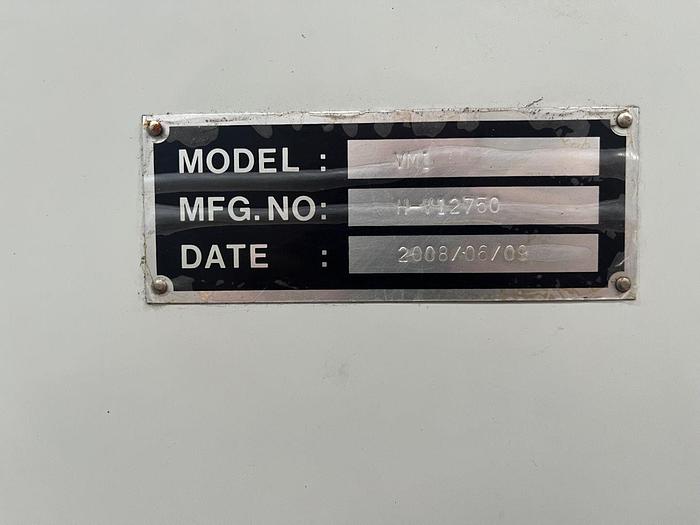 MODEL : VM1
MFG. NO: H-V12750
DATE : 2008/06/09